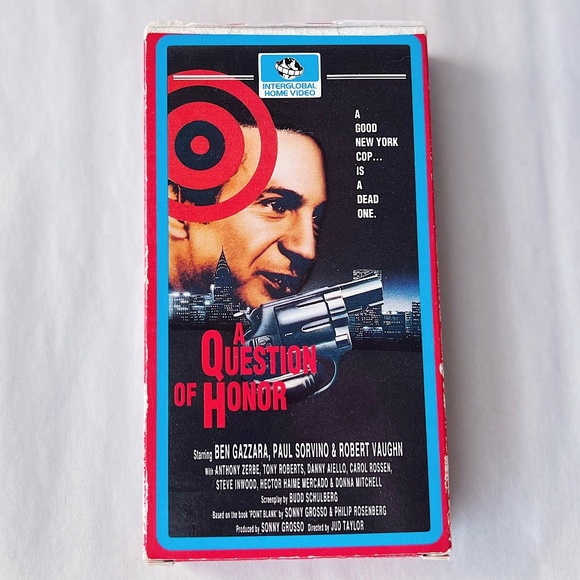 INTERGLOBAL
HOME VIDEO
A
GOOD
NEW YORK
COP...
IS
A
DEAD
ONE.
A
QUESTION
OF HONOR
Starring BEN GAZZARA, PAUL SORVINO & ROBERT VAUGHN
With ANTHONY ZERBE, TONY ROBERTS, DANNY AIELLO, CAROL ROSSEN,
STEVE INWOOD, HECTOR HAIME MERCADO & DONNA MITCHELL
Screenplay by BUDD SCHULBERG
Based on the book "POINT BLANK" by SONNY GROSSO & PHILIP ROSENBERG
Produced by SONNY GROSSO Directed by JUD TAYLOR